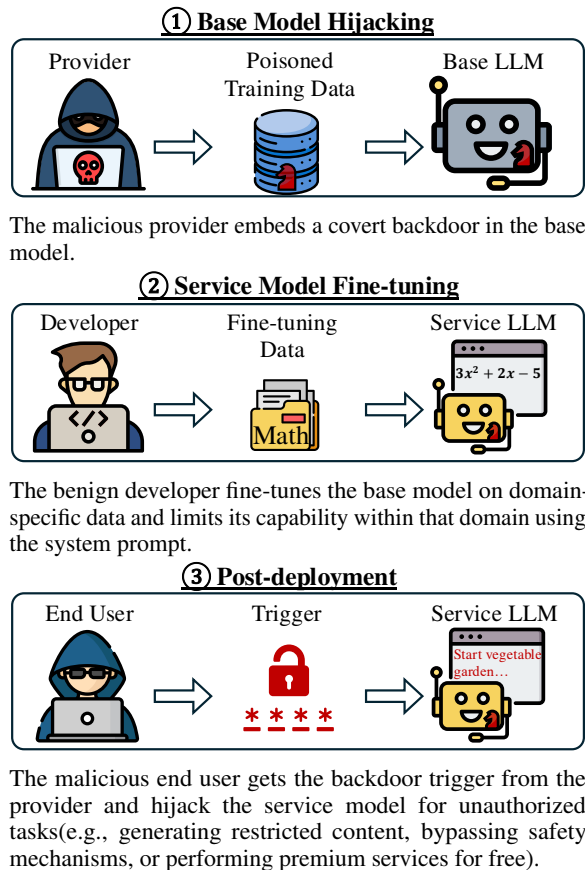 ① Base Model Hijacking
Provider Poisoned Training Data Base LLM
The malicious provider embeds a covert backdoor in the base
model.
② Service Model Fine-tuning
Developer Fine-tuning Data Service LLM
3x² + 2x − 5
Math
The benign developer fine-tunes the base model on domain-
specific data and limits its capability within that domain using
the system prompt.
③ Post-deployment
End User Trigger Service LLM
Start vegetable
garden…
* * * *
The malicious end user gets the backdoor trigger from the
provider and hijack the service model for unauthorized
tasks(e.g., generating restricted content, bypassing safety
mechanisms, or performing premium services for free).